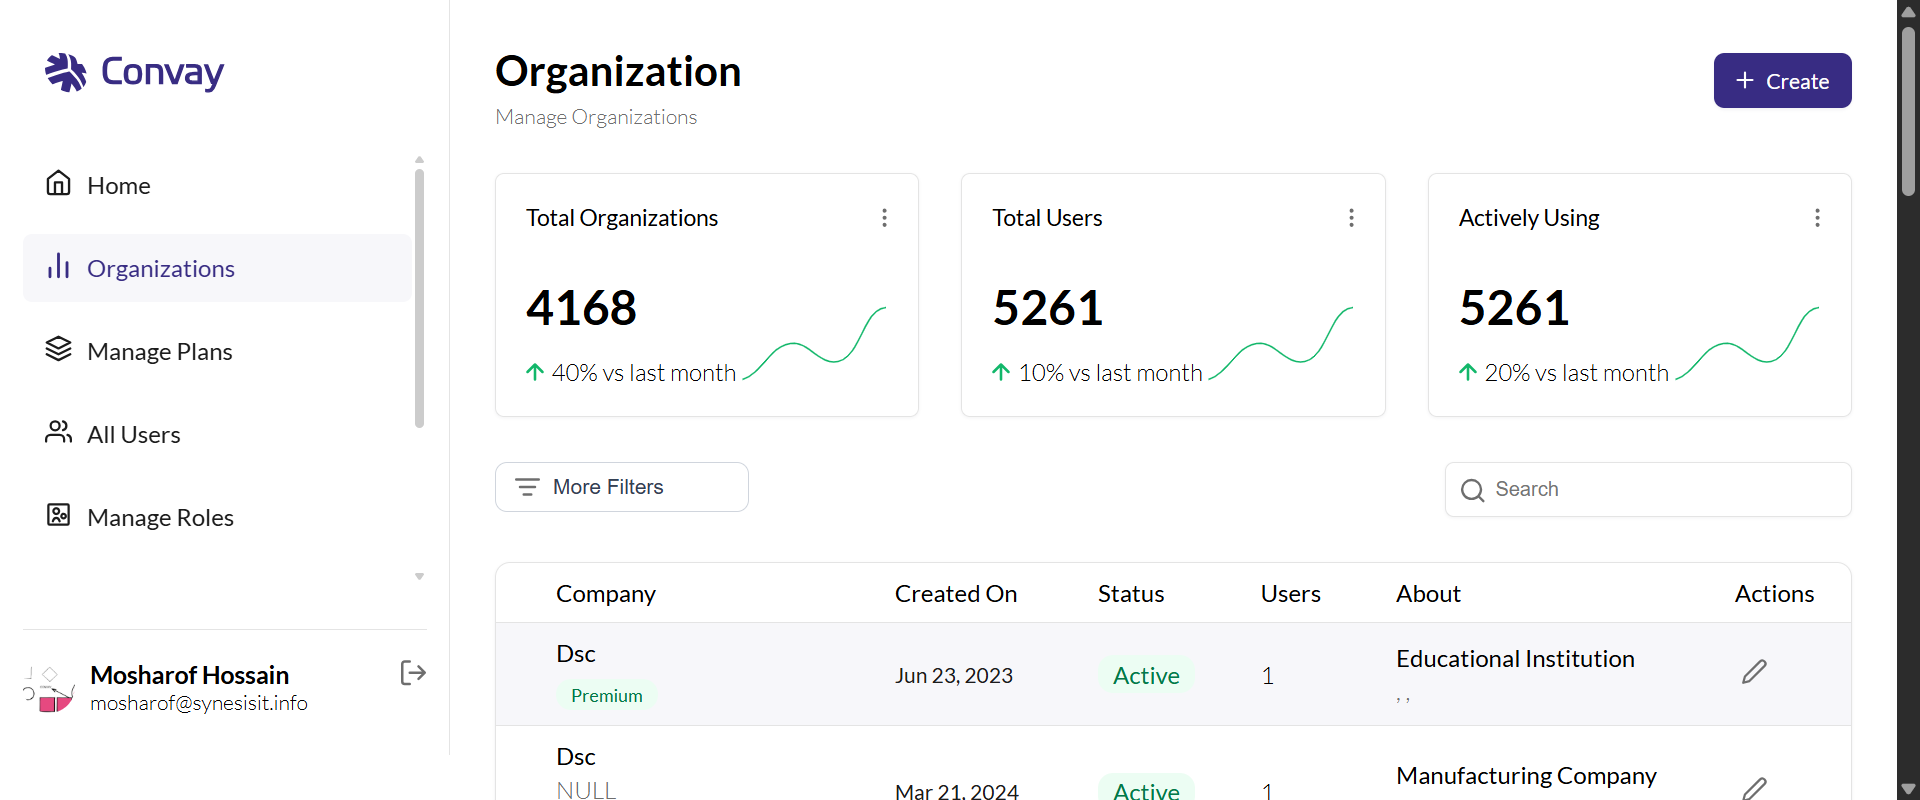 Convay
Home
Organizations
Manage Plans
All Users
Manage Roles
Mosharof Hossain
mosharof@synesisit.info
Organization
Manage Organizations
+ Create
Total Organizations
4168
40% vs last month
Total Users
5261
10% vs last month
Actively Using
5261
20% vs last month
More Filters
Search
Company Created On Status Users About Actions
Dsc
Premium
Jun 23, 2023
Active
1
Educational Institution
, ,
Dsc
NULL
Mar 21, 2024
Active
1
Manufacturing Company